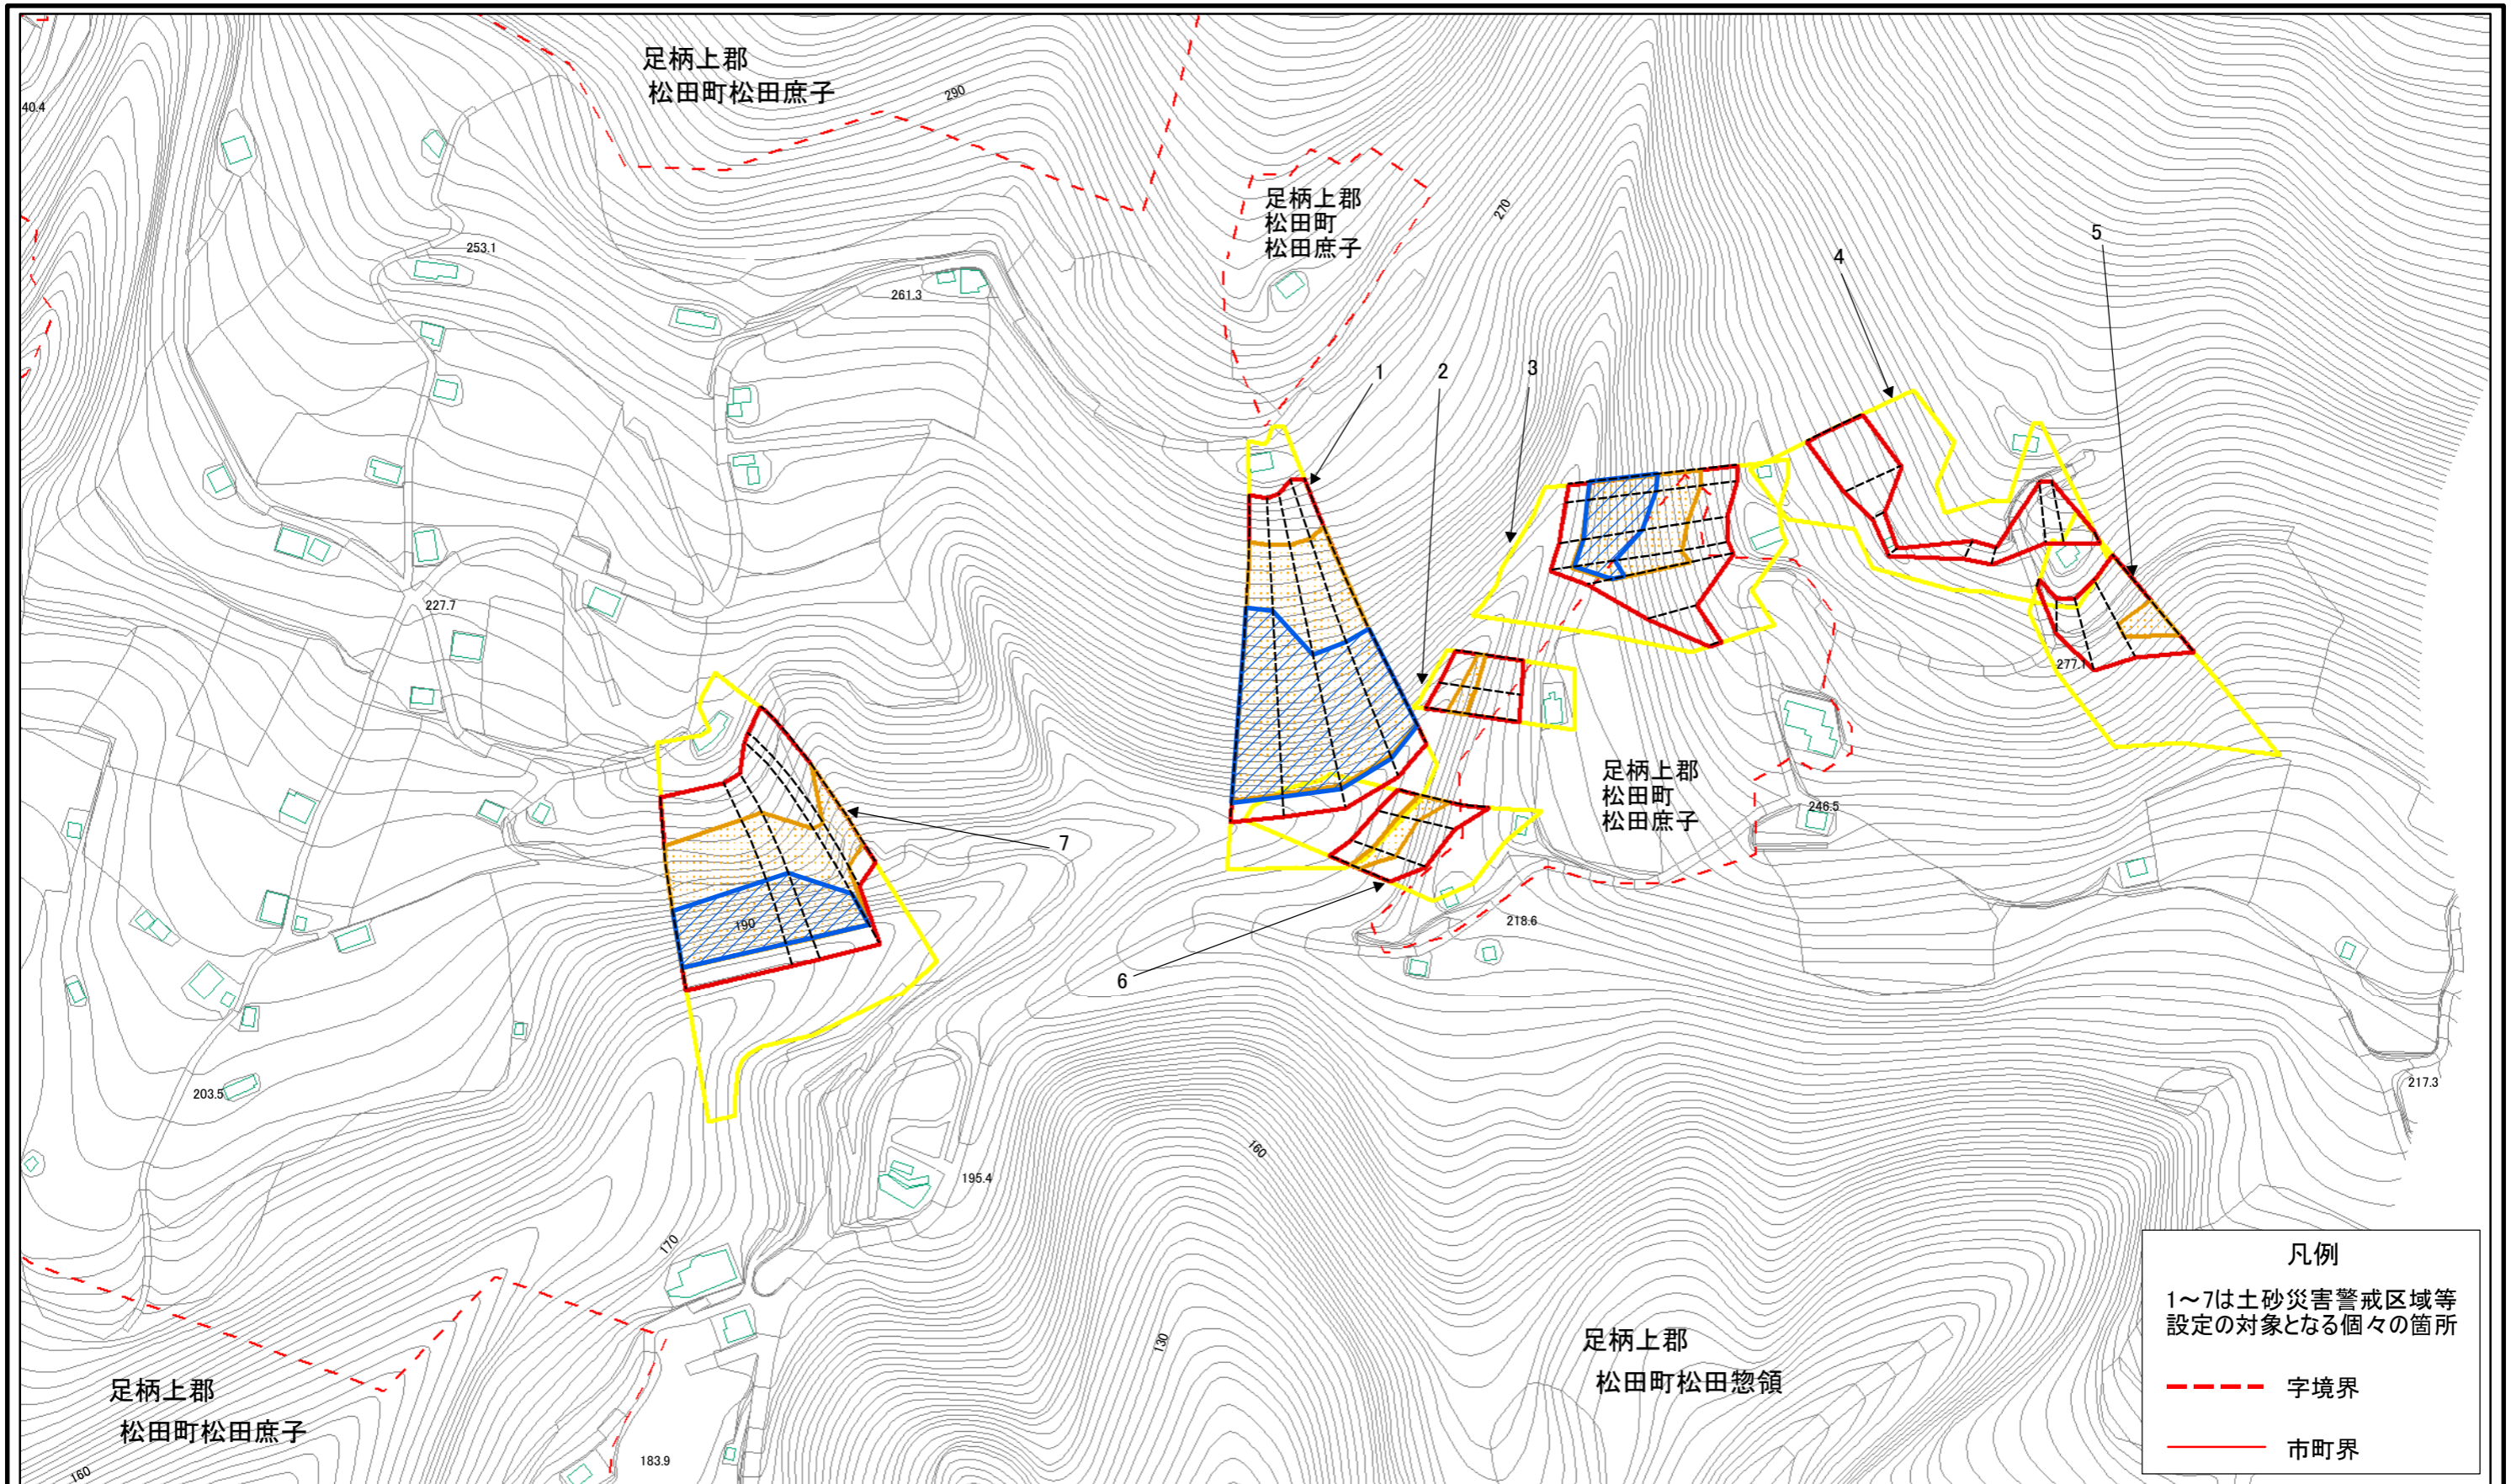 足柄上郡
松田町松田庶子
290
40.4
足柄上郡
松田町
松田庶子
270
253.1
261.3
5
4
1
2
3
227.7
277.1
足柄上郡
松田町
松田庶子
246.5
7
190
218.6
6
203.5
217.3
160
195.4
170
130
凡例
1～7は土砂災害警戒区域等
設定の対象となる個々の箇所
字境界
市町界
足柄上郡
松田町松田惣領
足柄上郡
松田町松田庶子
183.9
160